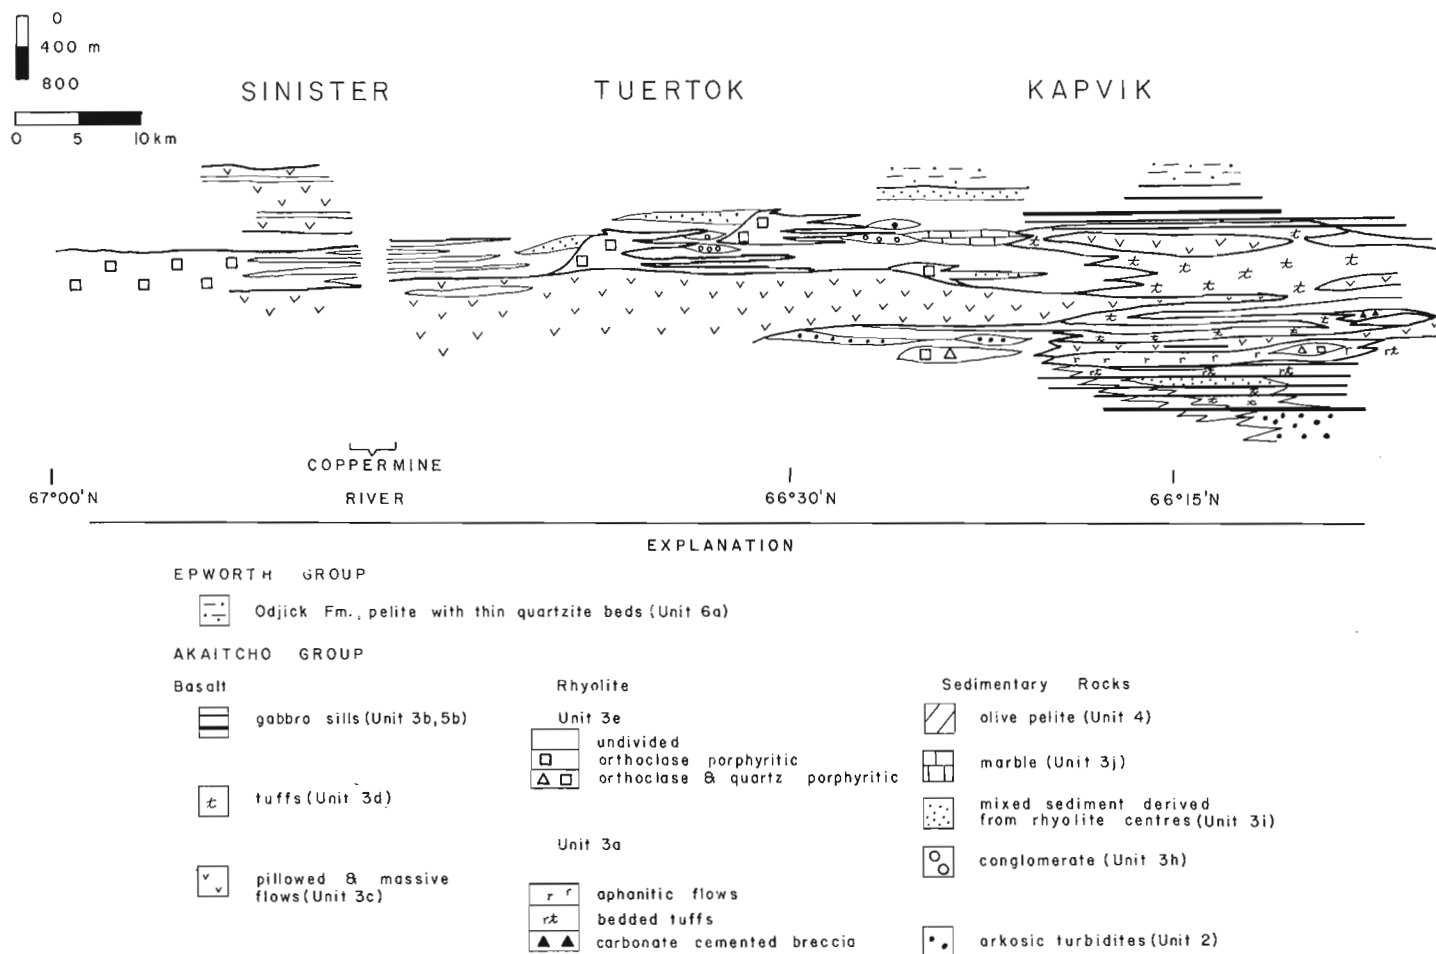 0
400 m
800
0 5 10 km
SINISTER TUERTOK KAPVIK
COPPERMINE
RIVER
67°00'N 66°30'N 66°15'N
EXPLANATION
EPWORTH GROUP
Odjick Fm., pelite with thin quartzite beds (Unit 6a)
AKAITCHO GROUP
Basalt
gabbro sills (Unit 3b, 5b)
t tuffs (Unit 3d)
v v pillowed & massive
flows (Unit 3c)
Rhyolite
Unit 3e
undivided
orthoclase porphyritic
orthoclase & quartz porphyritic
Unit 3a
r r aphanitic flows
rt bedded tuffs
carbonate cemented breccia
Sedimentary Rocks
olive pelite (Unit 4)
marble (Unit 3j)
mixed sediment derived
from rhyolite centres (Unit 3i)
conglomerate (Unit 3h)
arkosic turbidites (Unit 2)